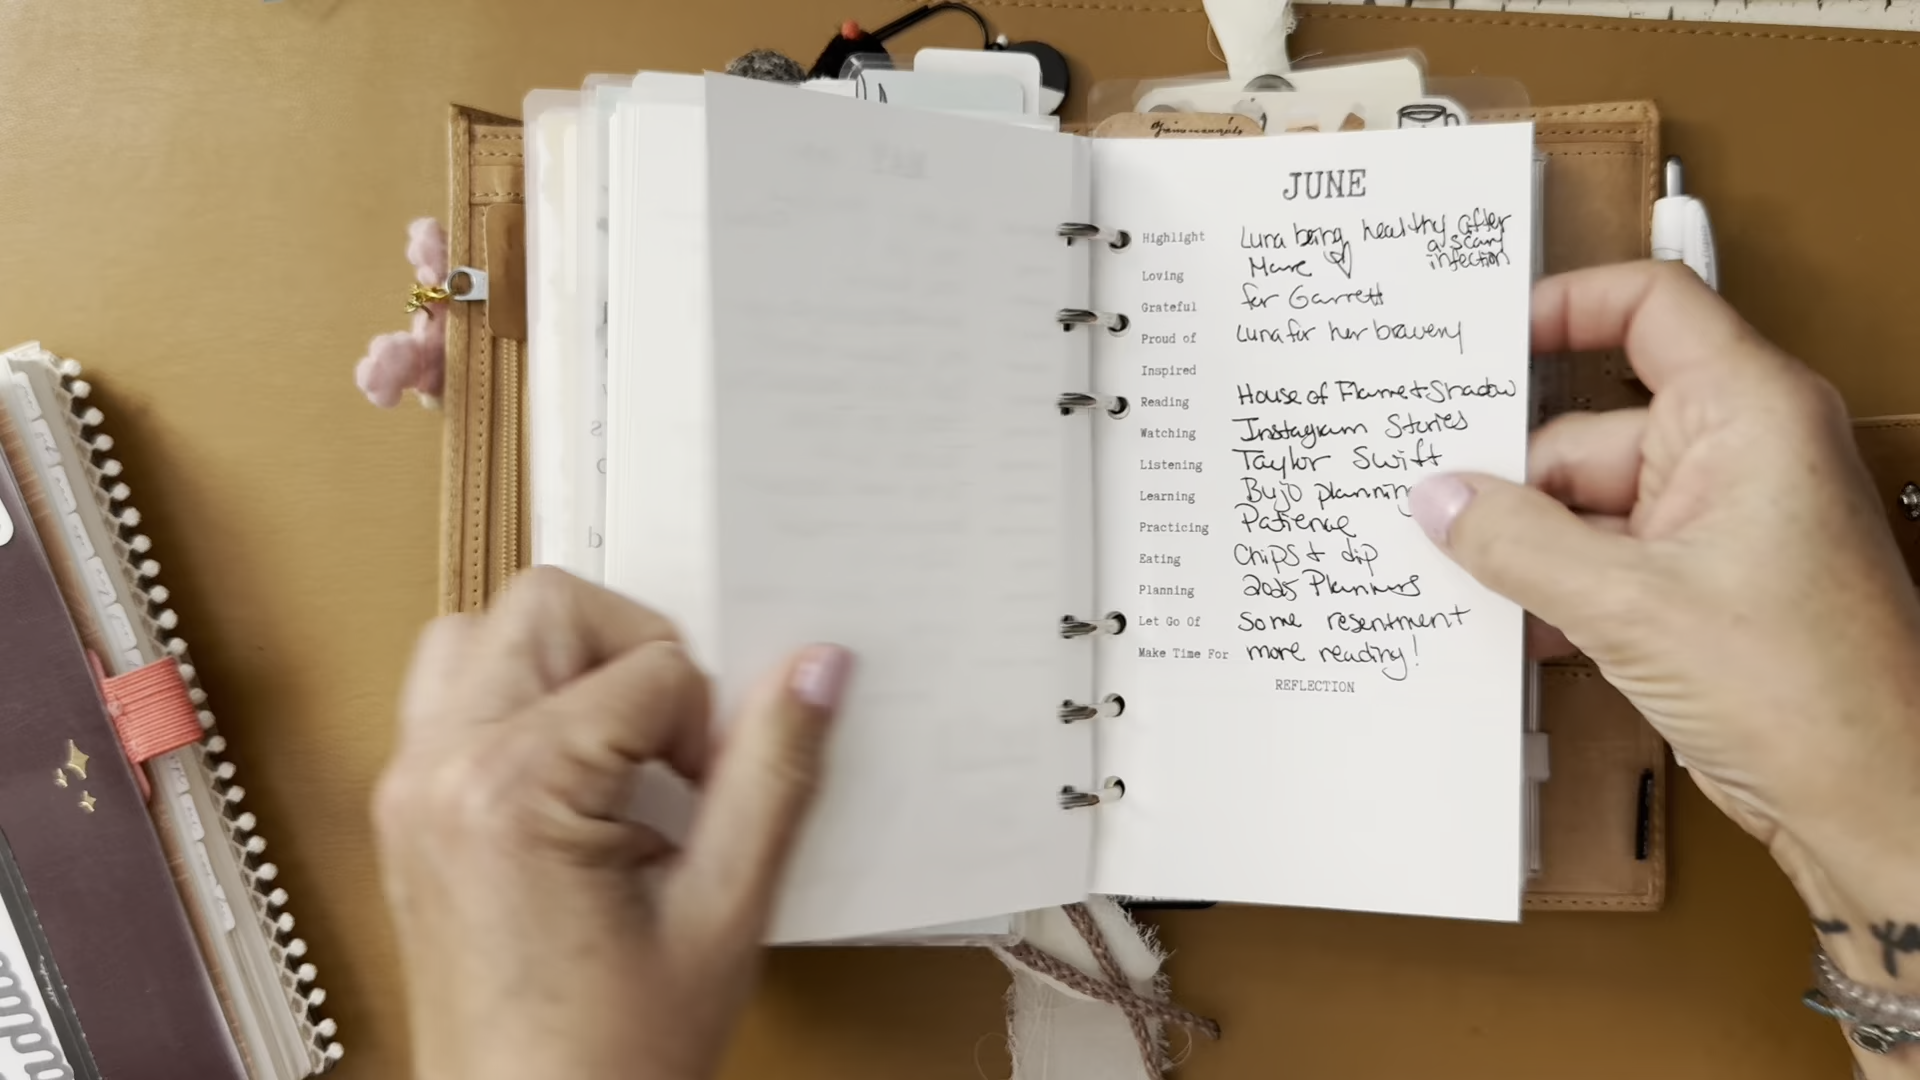 JUNE
Highlight Luna being healthy after a scary infection
Loving Marc
Grateful for Garrett
Proud of Luna for her bravery
Inspired
Reading House of Flame + Shadow
Watching Instagram Stories
Listening Taylor Swift
Learning Bujo planning
Practicing Patience
Eating Chips + dip
Planning 2025 Planners
Let Go Of Some resentment
Make Time For more reading!
REFLECTION